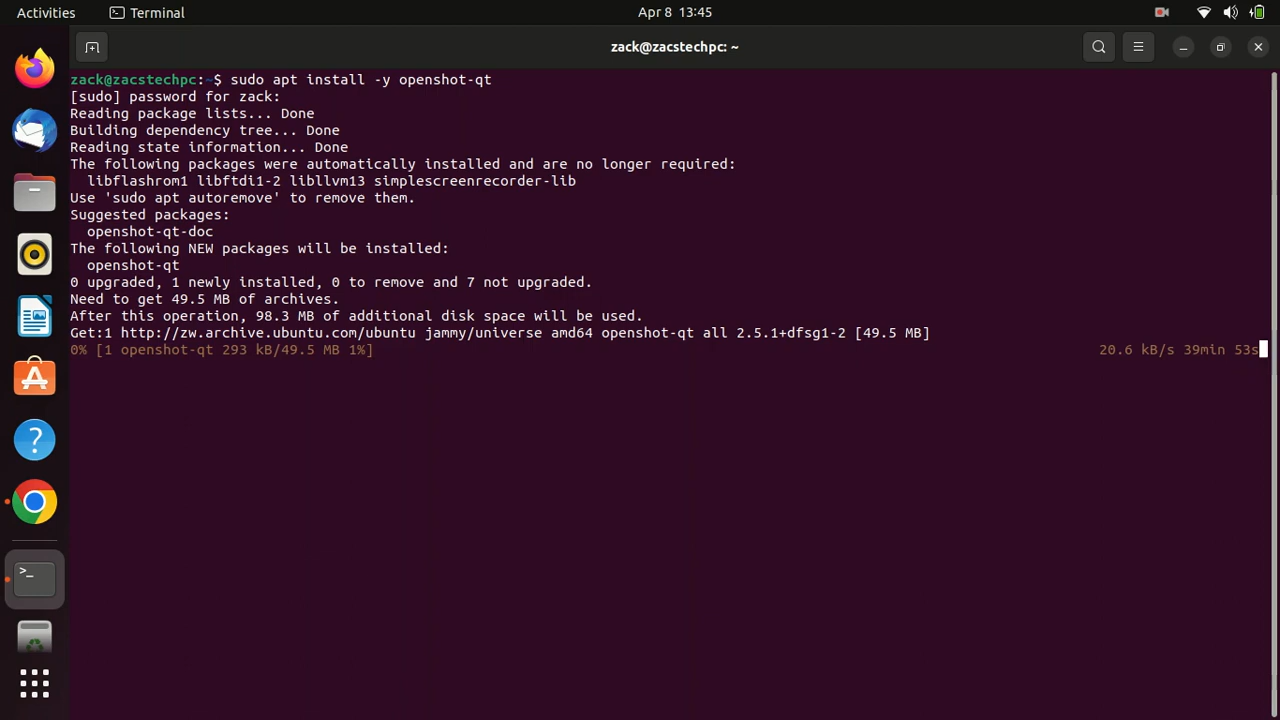 Activities
Terminal
Apr 8 13:45
zack@zacstechpc: ~
zack@zacstechpc:~$ sudo apt install -y openshot-qt
[sudo] password for zack:
Reading package lists... Done
Building dependency tree... Done
Reading state information... Done
The following packages were automatically installed and are no longer required:
  libflashrom1 libftdi1-2 libllvm13 simplescreenrecorder-lib
Use 'sudo apt autoremove' to remove them.
Suggested packages:
  openshot-qt-doc
The following NEW packages will be installed:
  openshot-qt
0 upgraded, 1 newly installed, 0 to remove and 7 not upgraded.
Need to get 49.5 MB of archives.
After this operation, 98.3 MB of additional disk space will be used.
Get:1 http://zw.archive.ubuntu.com/ubuntu jammy/universe amd64 openshot-qt all 2.5.1+dfsg1-2 [49.5 MB]
0% [1 openshot-qt 293 kB/49.5 MB 1%] 20.6 kB/s 39min 53s